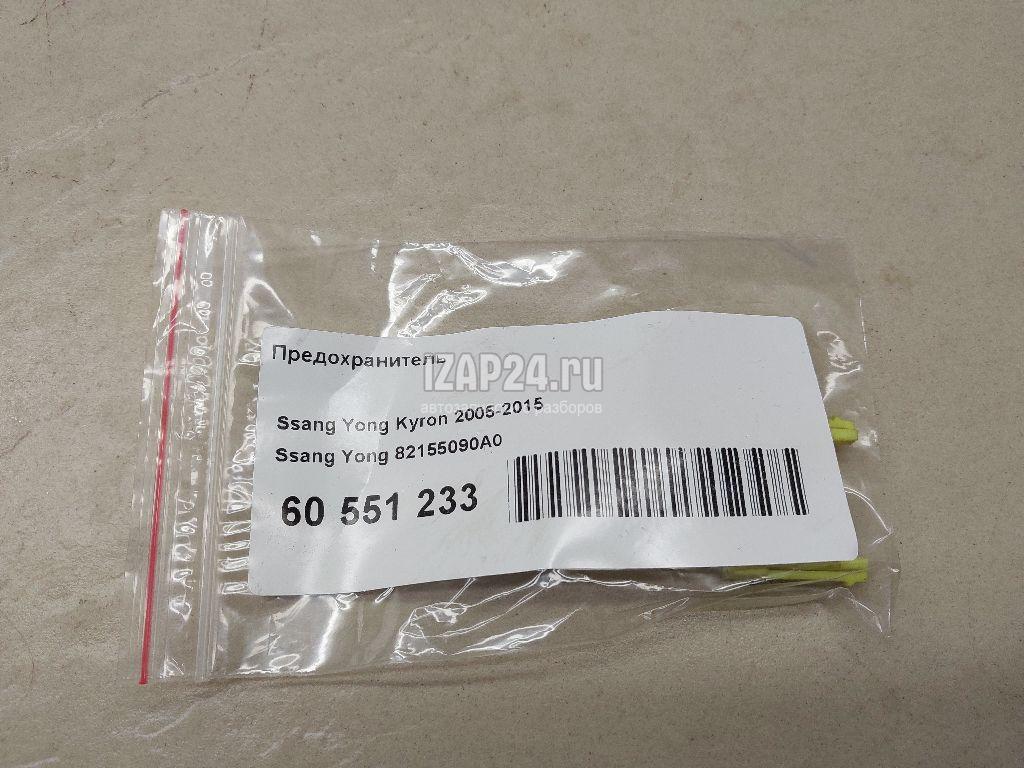 Предохранитель
IZAP24.ru
Ssang Yong Kyron 2005-2015
Ssang Yong 82155090A0
60 551 233